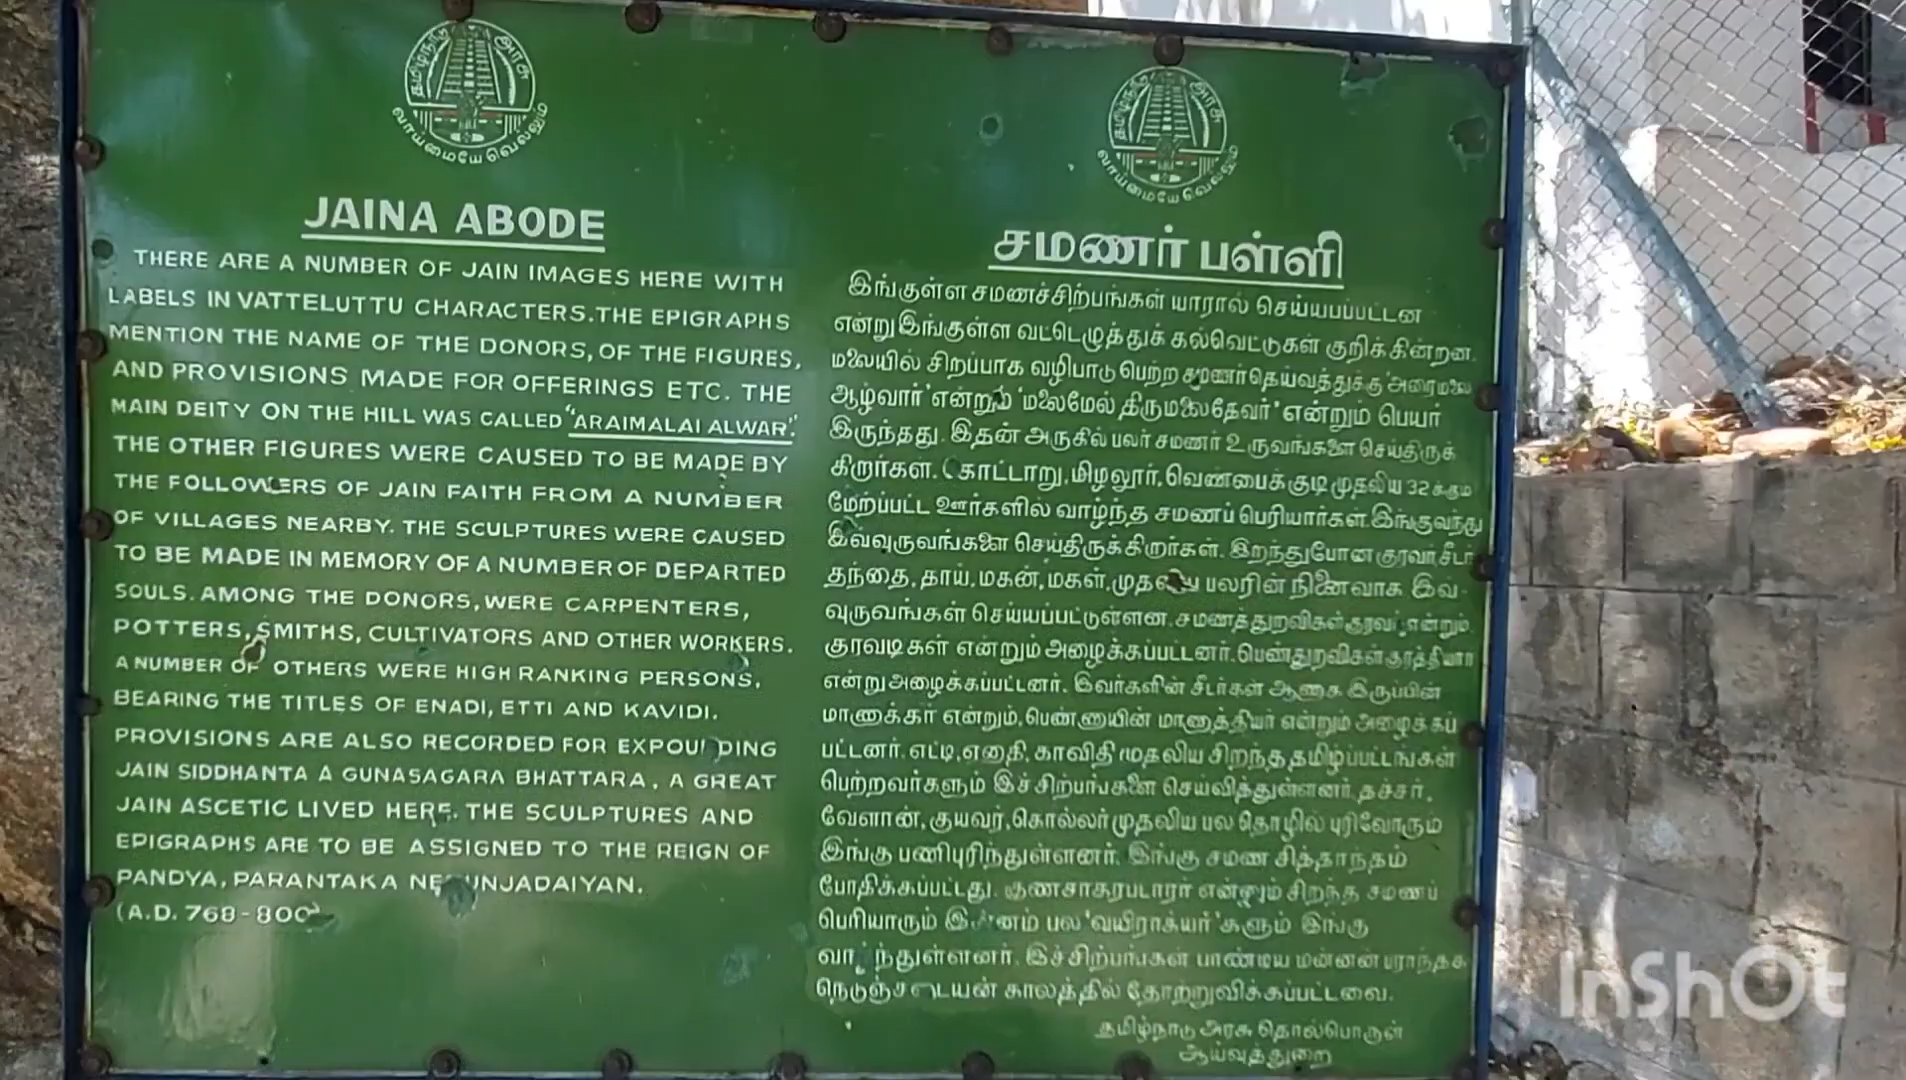 தமிழ்நாடு அரசு
வாய்மையே வெல்லும்
JAINA ABODE
THERE ARE A NUMBER OF JAIN IMAGES HERE WITH
LABELS IN VATTELUTTU CHARACTERS. THE EPIGRAPHS
MENTION THE NAME OF THE DONORS, OF THE FIGURES,
AND PROVISIONS MADE FOR OFFERINGS ETC. THE
MAIN DEITY ON THE HILL WAS CALLED "ARAIMALAI ALWAR".
THE OTHER FIGURES WERE CAUSED TO BE MADE BY
THE FOLLOWERS OF JAIN FAITH FROM A NUMBER
OF VILLAGES NEARBY. THE SCULPTURES WERE CAUSED
TO BE MADE IN MEMORY OF A NUMBER OF DEPARTED
SOULS. AMONG THE DONORS, WERE CARPENTERS,
POTTERS, SMITHS, CULTIVATORS AND OTHER WORKERS.
A NUMBER OF OTHERS WERE HIGH RANKING PERSONS,
BEARING THE TITLES OF ENADI, ETTI AND KAVIDI.
PROVISIONS ARE ALSO RECORDED FOR EXPOUNDING
JAIN SIDDHANTA A GUNASAGARA BHATTARA, A GREAT
JAIN ASCETIC LIVED HERE. THE SCULPTURES AND
EPIGRAPHS ARE TO BE ASSIGNED TO THE REIGN OF
PANDYA, PARANTAKA NEDUNJADAIYAN.
(A.D. 768-800)
தமிழ்நாடு அரசு
வாய்மையே வெல்லும்
சமணர் பள்ளி
இங்குள்ள சமணச்சிற்பங்கள் யாரால் செய்யபப்பட்டன
என்று இங்குள்ள வட்டெழுத்துக் கல்வெட்டுகள் குறிக்கின்றன.
மலையில் சிறப்பாக வழிபாடு பெற்ற சமணர்தெய்வத்துக்கு 'அரைமலை
ஆழ்வார்' என்றும் 'மலைமேல் திருமலைதேவர்' என்றும் பெயர்
இருந்தது. இதன் அருகில் பலர் சமணர் உருவங்களை செய்திருக்
கிறார்கள். கோட்டாறு, மிழலூர், வெண்பைக்குடி முதலிய 32 க்கும்
மேற்ப்பட்ட ஊர்களில் வாழ்ந்த சமணப் பெரியார்கள் இங்குவந்து
இவ்வுருவங்களை செய்திருக்கிறார்கள். இறந்துபோன குரவர், சீடர்
தந்தை, தாய், மகன், மகள், முதலிய பலரின் நினைவாக இவ்-
வுருவங்கள் செய்யப்பட்டுள்ளன. சமணத்துறவிகள் குரவர் என்றும்,
குரவடிகள் என்றும் அழைக்கப்பட்டனர். பெண்துறவிகள் குரத்தியார்
என்று அழைக்கப்பட்டனர். இவர்களின் சீடர்கள் ஆணாக இருப்பின்
மாணாக்கர் என்றும், பெண்ணாயின் மாணாத்தியர் என்றும் அழைக்கப்
பட்டனர். எட்டி, ஏனாதி, காவிதி முதலிய சிறந்த தமிழ்ப்பட்டங்கள்
பெற்றவர்களும் இச்சிற்பங்களை செய்வித்துள்ளனர். தச்சர்,
வேளான், குயவர், கொல்லர் முதலிய பல தொழில் புரிவோரும்
இங்கு பணிபுரிந்துள்ளனர். இங்கு சமண சித்தாந்தம்
போதிக்கப்பட்டது. குணசாகரபடாரர் என்னும் சிறந்த சமணப்
பெரியாரும் இன்னம் பல 'வயிராக்யர்' களும் இங்கு
வாழ்ந்துள்ளனர். இச்சிற்பங்கள் பாண்டிய மன்னன் பராந்தக
நெடுஞ்சடையன் காலத்தில் தோற்றுவிக்கப்பட்டவை.
தமிழ்நாடு அரசு தொல்பொருள்
ஆய்வுத்துறை
InShOt